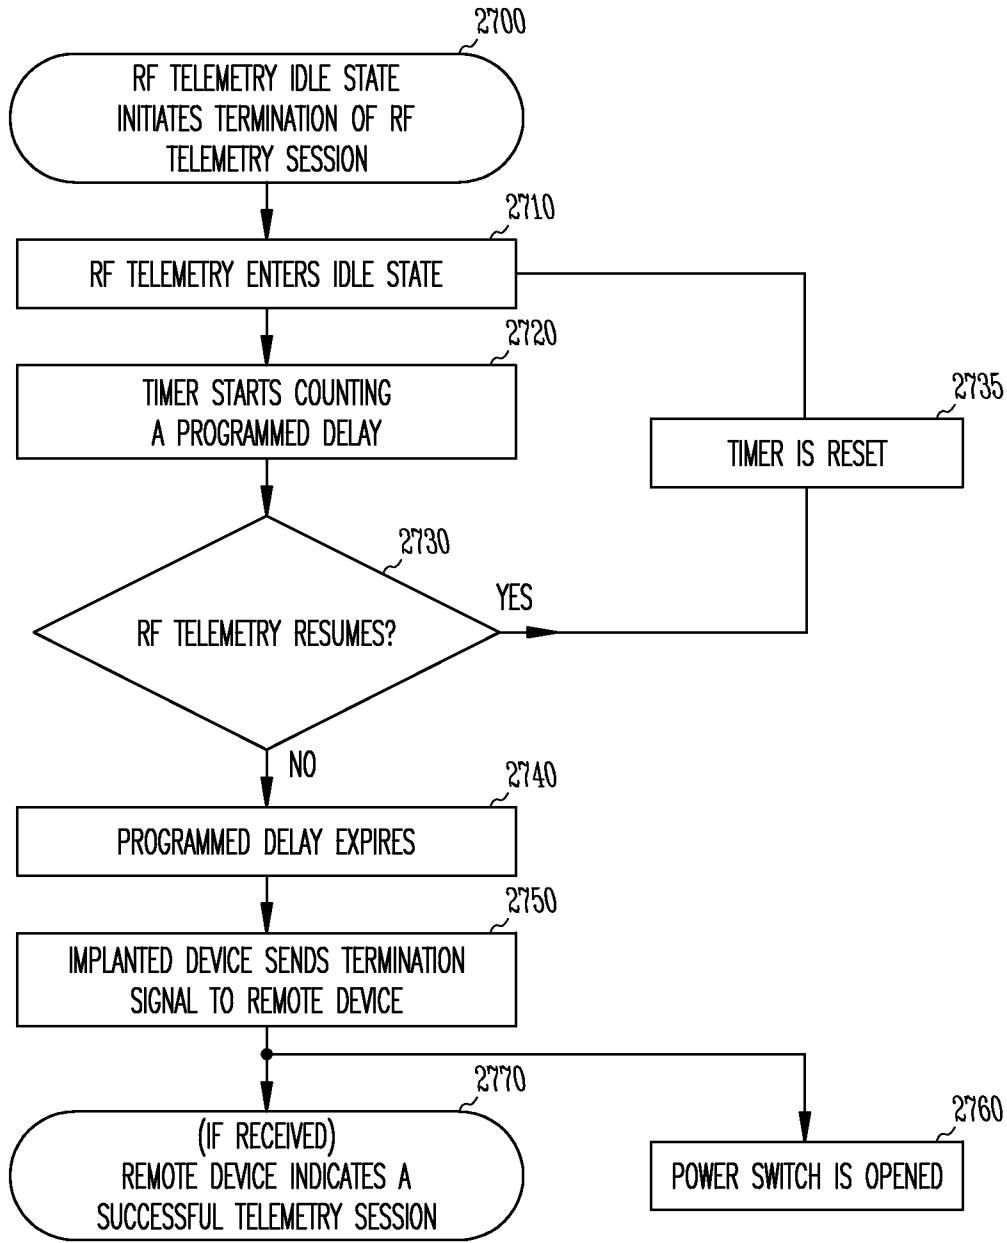 2700
RF TELEMETRY IDLE STATE
INITIATES TERMINATION OF RF
TELEMETRY SESSION
2710
RF TELEMETRY ENTERS IDLE STATE
2720
TIMER STARTS COUNTING
A PROGRAMMED DELAY
2735
TIMER IS RESET
2730
RF TELEMETRY RESUMES?
YES
NO
2740
PROGRAMMED DELAY EXPIRES
2750
IMPLANTED DEVICE SENDS TERMINATION
SIGNAL TO REMOTE DEVICE
2770
(IF RECEIVED)
REMOTE DEVICE INDICATES A
SUCCESSFUL TELEMETRY SESSION
2760
POWER SWITCH IS OPENED